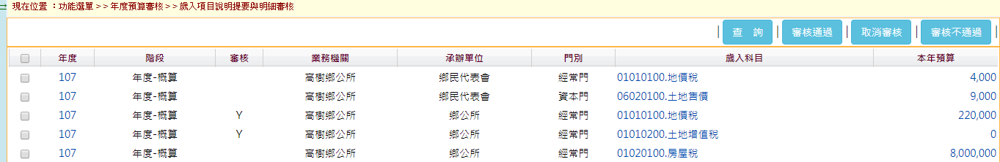 現在位置 ：功能選單>>年度預算審核>>歲入項目說明提要與明細審核
| 查 詢 | 審核通過 | 取消審核 | 審核不通過 |
年度 階段 審核 業務機關 承辦單位 門別 歲入科目 本年預算
107 年度-概算 高樹鄉公所 鄉民代表會 經常門 01010100.地價稅 4,000
107 年度-概算 高樹鄉公所 鄉民代表會 資本門 06020100.土地售價 9,000
107 年度-概算 Y 高樹鄉公所 鄉公所 經常門 01010100.地價稅 220,000
107 年度-概算 Y 高樹鄉公所 鄉公所 經常門 01010200.土地增值稅 0
107 年度-概算 高樹鄉公所 鄉公所 經常門 01020100.房屋稅 8,000,000